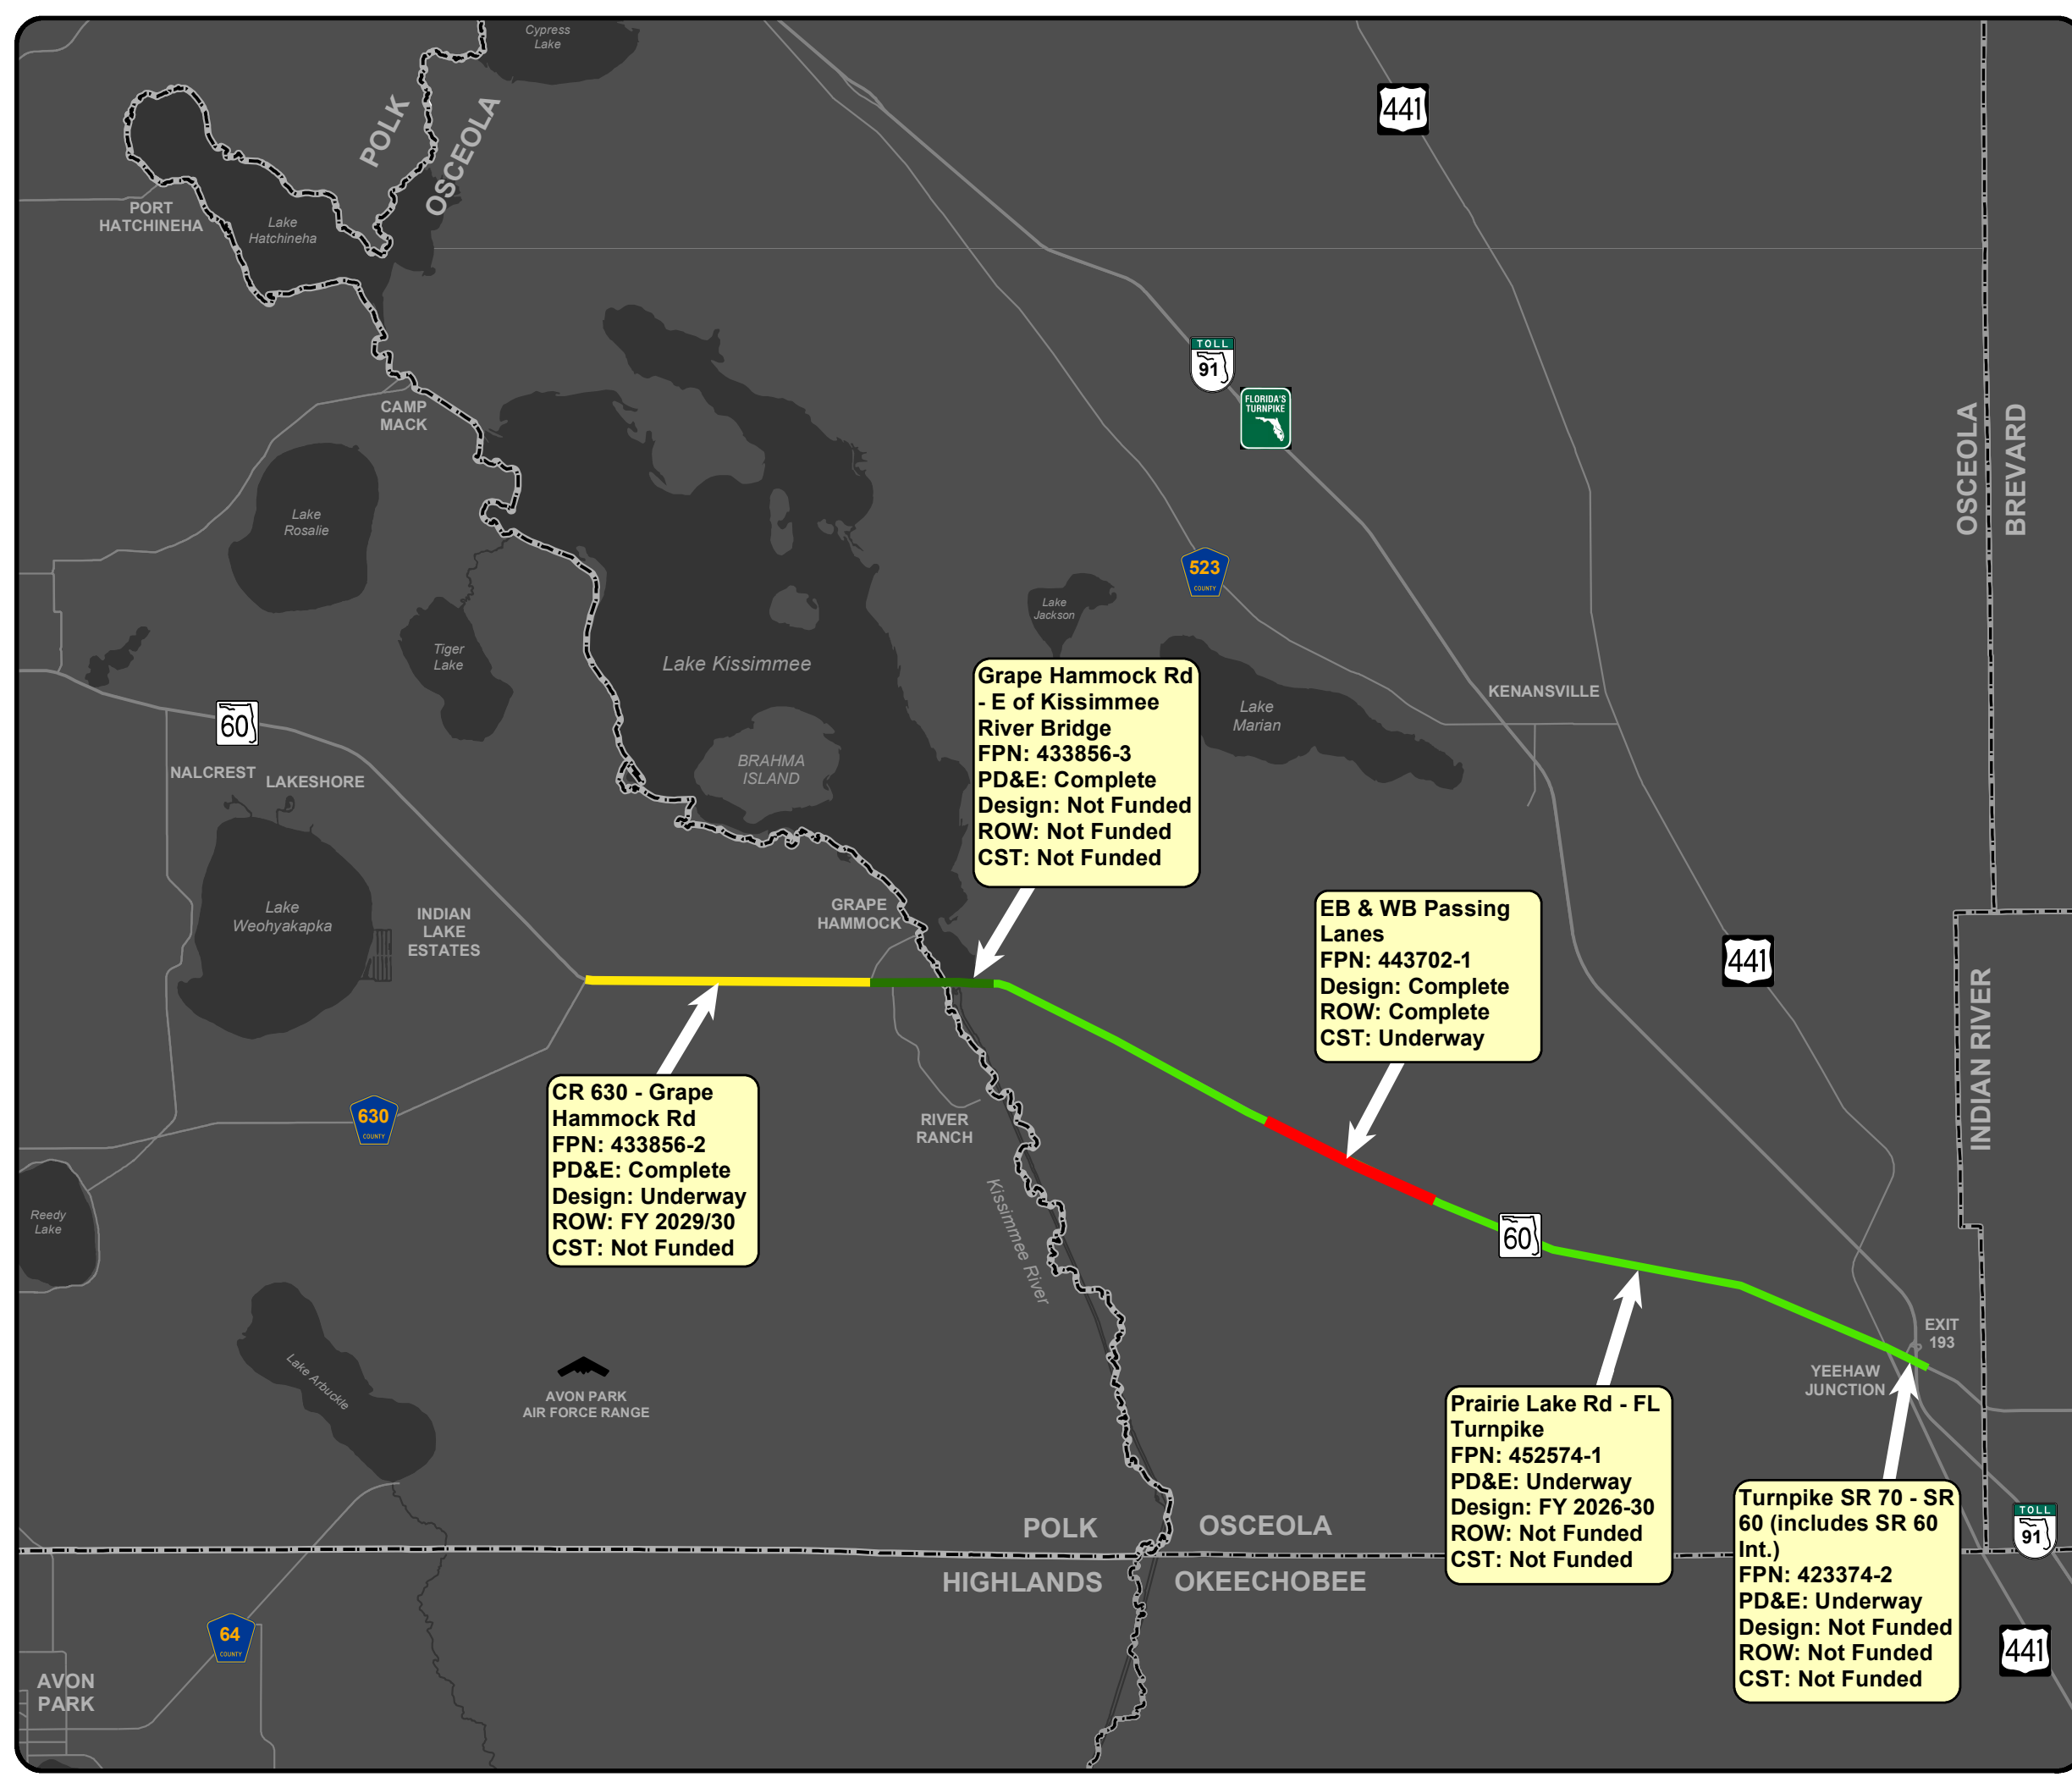 Cypress
Lake
441
POLK
OSCEOLA
PORT
HATCHINEHA
Lake
Hatchineha
TOLL
91
FLORIDA'S
TURNPIKE
CAMP
MACK
OSCEOLA
BREVARD
Lake
Rosalie
523
COUNTY
Lake
Jackson
Tiger
Lake
Lake Kissimmee
Grape Hammock Rd
- E of Kissimmee
River Bridge
FPN: 433856-3
PD&E: Complete
Design: Not Funded
ROW: Not Funded
CST: Not Funded
KENANSVILLE
Lake
Marian
60
BRAHMA
ISLAND
NALCREST
LAKESHORE
GRAPE
HAMMOCK
EB & WB Passing
Lanes
FPN: 443702-1
Design: Complete
ROW: Complete
CST: Underway
Lake
Weohyakapka
INDIAN
LAKE
ESTATES
441
INDIAN RIVER
CR 630 - Grape
Hammock Rd
FPN: 433856-2
PD&E: Complete
Design: Underway
ROW: FY 2029/30
CST: Not Funded
630
COUNTY
RIVER
RANCH
Kissimmee River
Reedy
Lake
60
EXIT
193
YEEHAW
JUNCTION
Lake Arbuckle
AVON PARK
AIR FORCE RANGE
Prairie Lake Rd - FL
Turnpike
FPN: 452574-1
PD&E: Underway
Design: FY 2026-30
ROW: Not Funded
CST: Not Funded
Turnpike SR 70 - SR
60 (includes SR 60
Int.)
FPN: 423374-2
PD&E: Underway
Design: Not Funded
ROW: Not Funded
CST: Not Funded
TOLL
91
POLK
OSCEOLA
HIGHLANDS
OKEECHOBEE
64
COUNTY
441
AVON
PARK